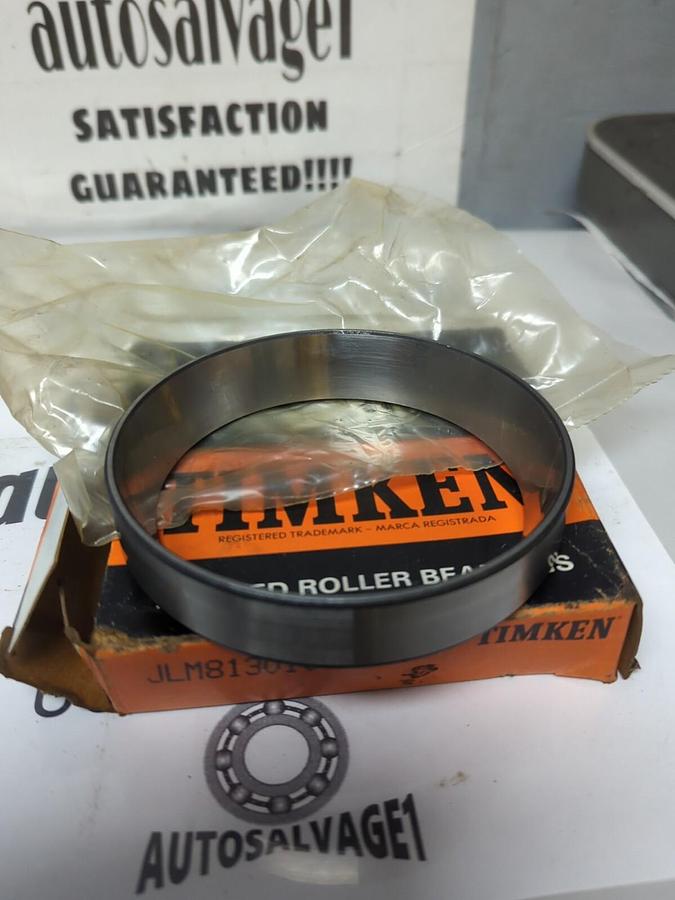 autosalvage1
SATISFACTION
GUARANTEED!!!!
TIMKEN
REGISTERED TRADEMARK – MARCA REGISTRADA
ROLLER
TIMKEN
AUTOSALVAGE1